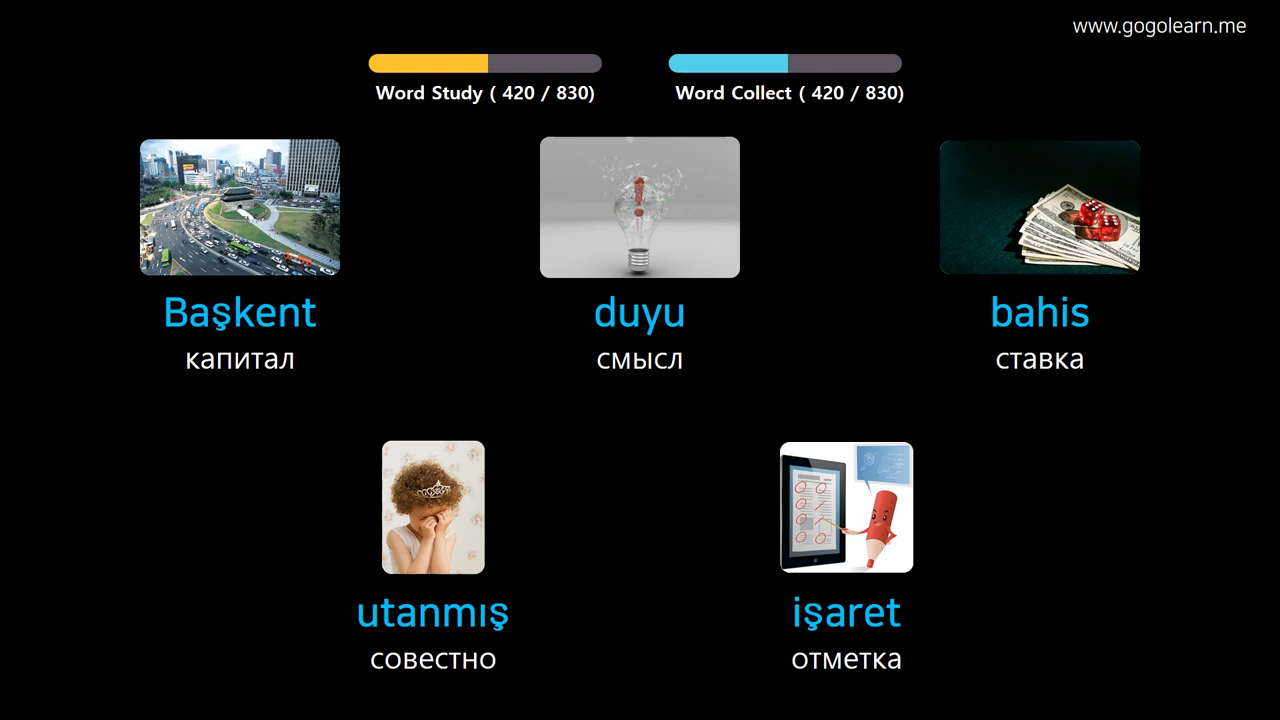 www.gogolearn.me
Word Study ( 420 / 830)
Word Collect ( 420 / 830)
Başkent
капитал
duyu
смысл
bahis
ставка
utanmış
совестно
işaret
отметка